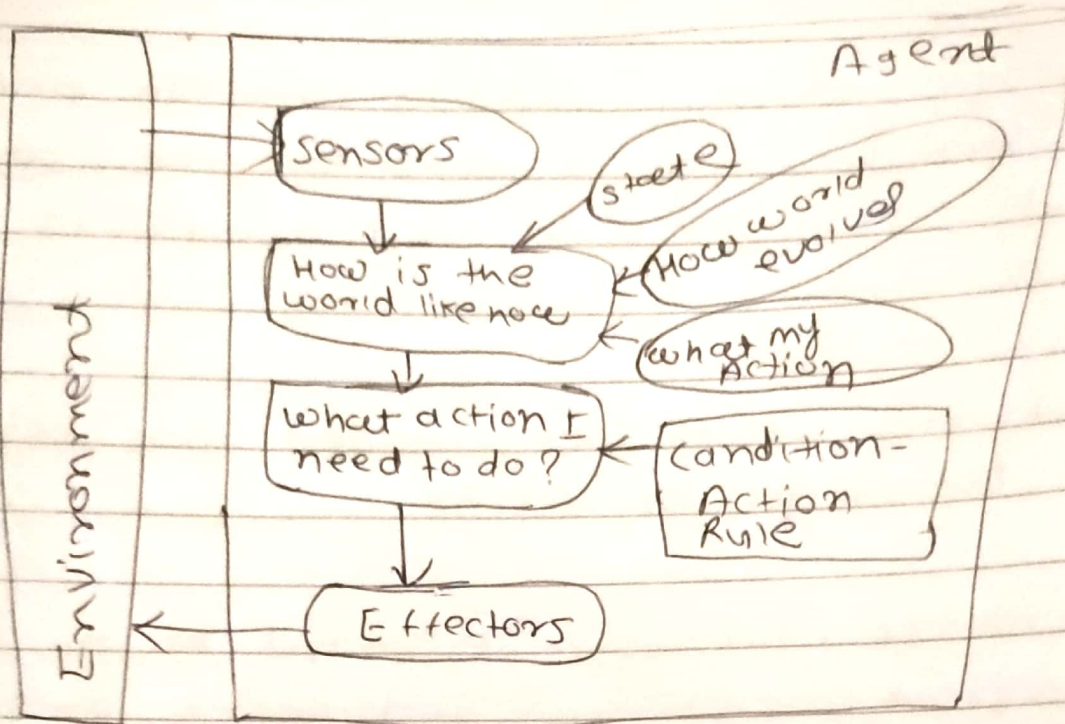 Agent
Sensors
state
How world
evolves
How is the
world like now
what my
Action
what action I
need to do?
Candition-
Action
Rule
Effectors
Environment